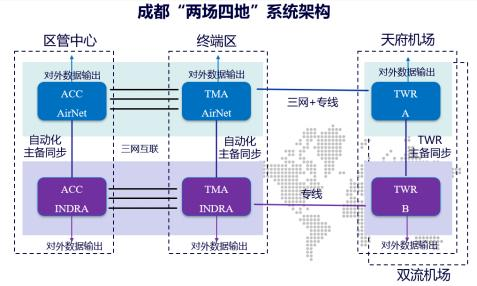 成都“两场四地”系统架构
区管中心
终端区
天府机场
对外数据输出
对外数据输出
对外数据输出
ACC
AirNet
TMA
AirNet
TWR
A
三网+专线
自动化
主备同步
三网互联
自动化
主备同步
TWR
主备同步
ACC
INDRA
TMA
INDRA
TWR
B
专线
对外数据输出
对外数据输出
对外数据输出
双流机场